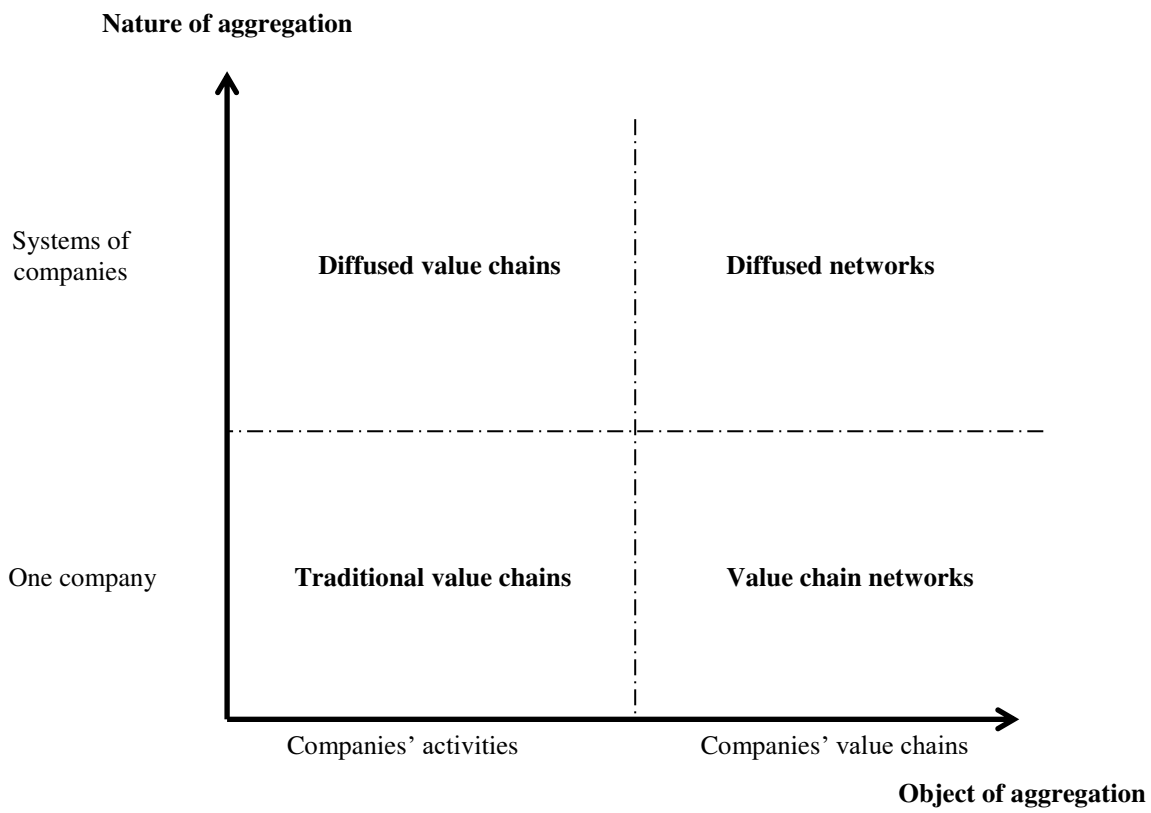 Nature of aggregation
Systems of
companies
Diffused value chains
Diffused networks
One company
Traditional value chains
Value chain networks
Companies’ activities
Companies’ value chains
Object of aggregation